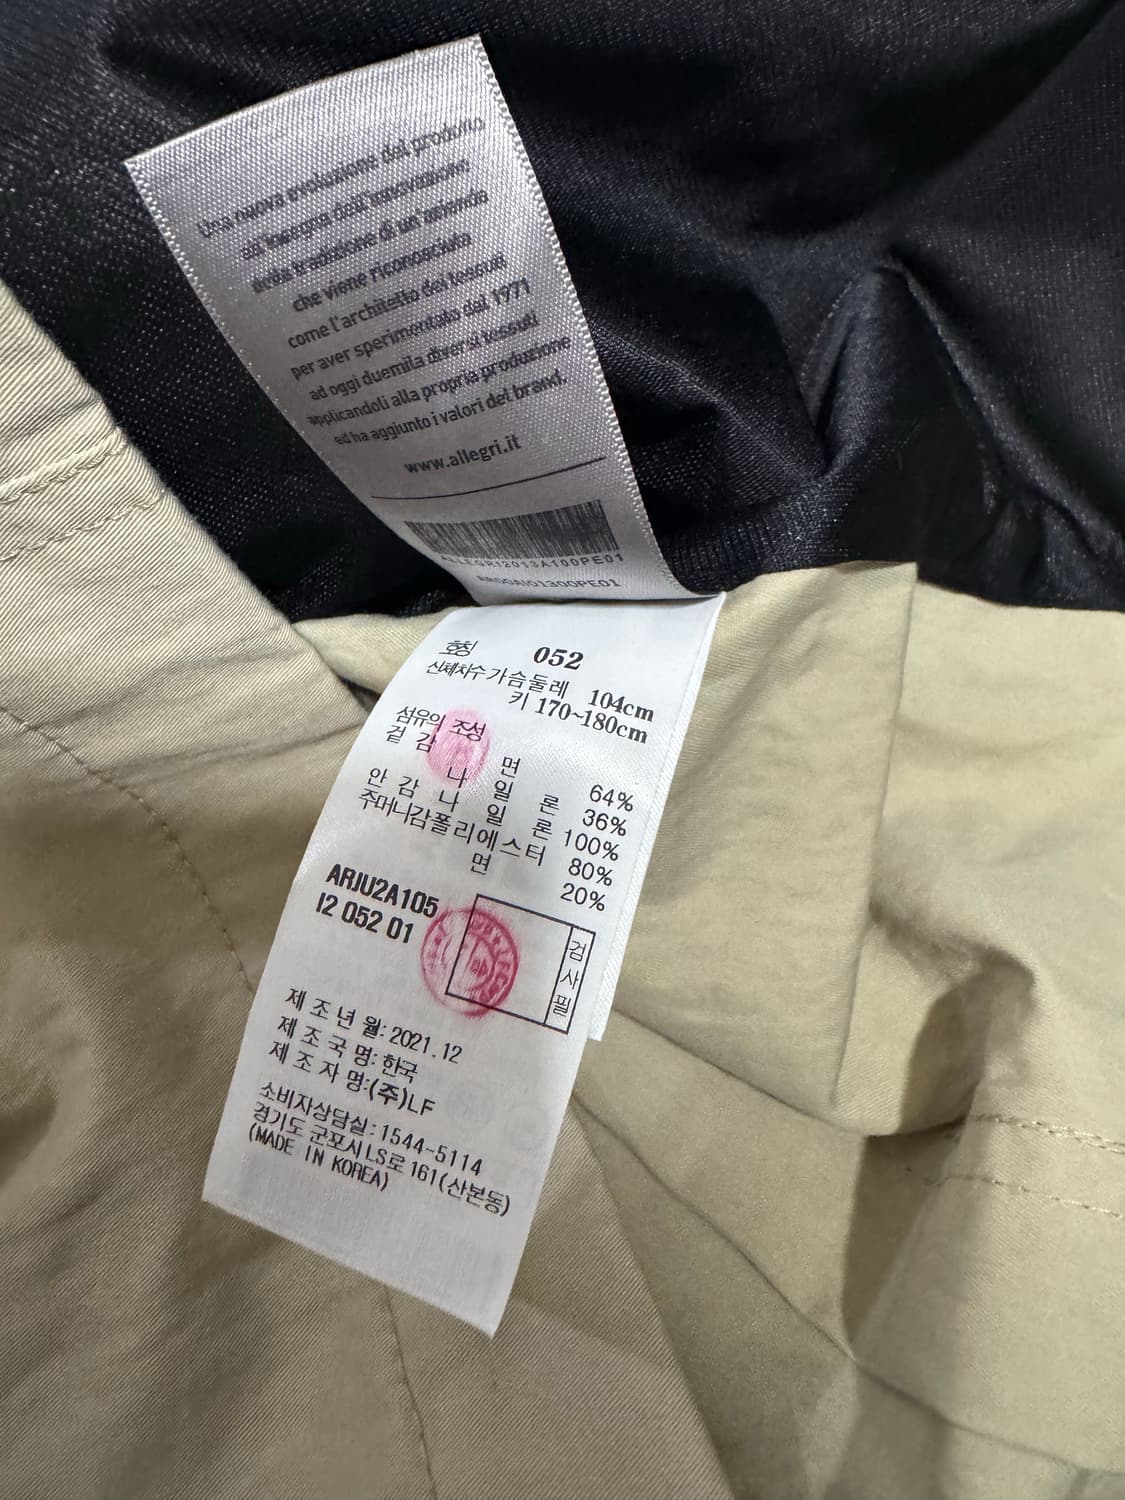 Una nuova evoluzione del prodotto
all'insegna dell'innovazione
della tradizione di un'azienda
che viene riconosciuta
come l'architetto dei tessuti
per aver sperimentato dal 1971
ad oggi duemila diversi tessuti
applicandoli alla propria produzione
ed ha aggiunto i valori del brand.
www.allegri.it
호칭 052
신체치수 가슴둘레 104cm
키 170~180cm
섬유의 조성
겉 감 면 64%
나 일 론 36%
안 감 나 일 론 100%
주머니감 폴리에스터 80%
면 20%
ARJU2A105
I2 052 01
검사필
제 조 년 월: 2021.12
제 조 국 명: 한국
제 조 자 명:(주)LF
소비자상담실:1544-5114
경기도 군포시 LS로 161(산본동)
(MADE IN KOREA)